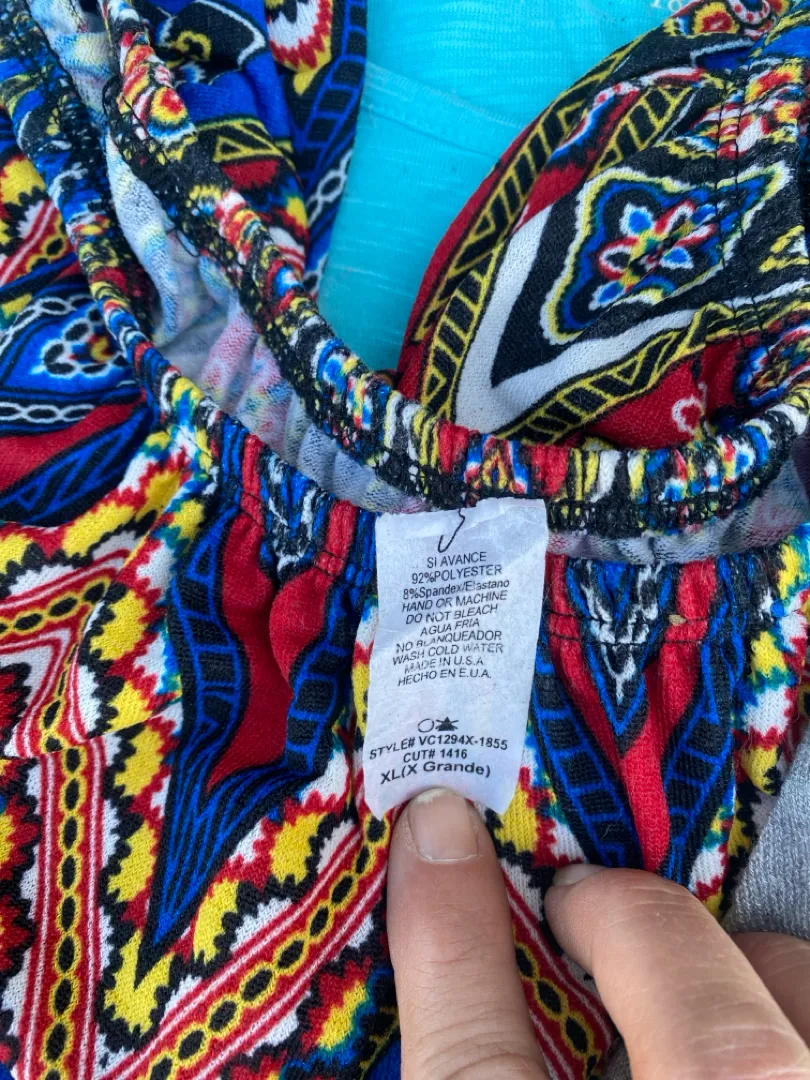 SI AVANCE
92%POLYESTER
8%Spandex/Elastano
HAND OR MACHINE
DO NOT BLEACH
AGUA FRIA
NO BLANQUEADOR
WASH COLD WATER
MADE IN U.S.A
HECHO EN E.U.A.
STYLE# VC1294X-1855
CUT# 1416
XL(X Grande)